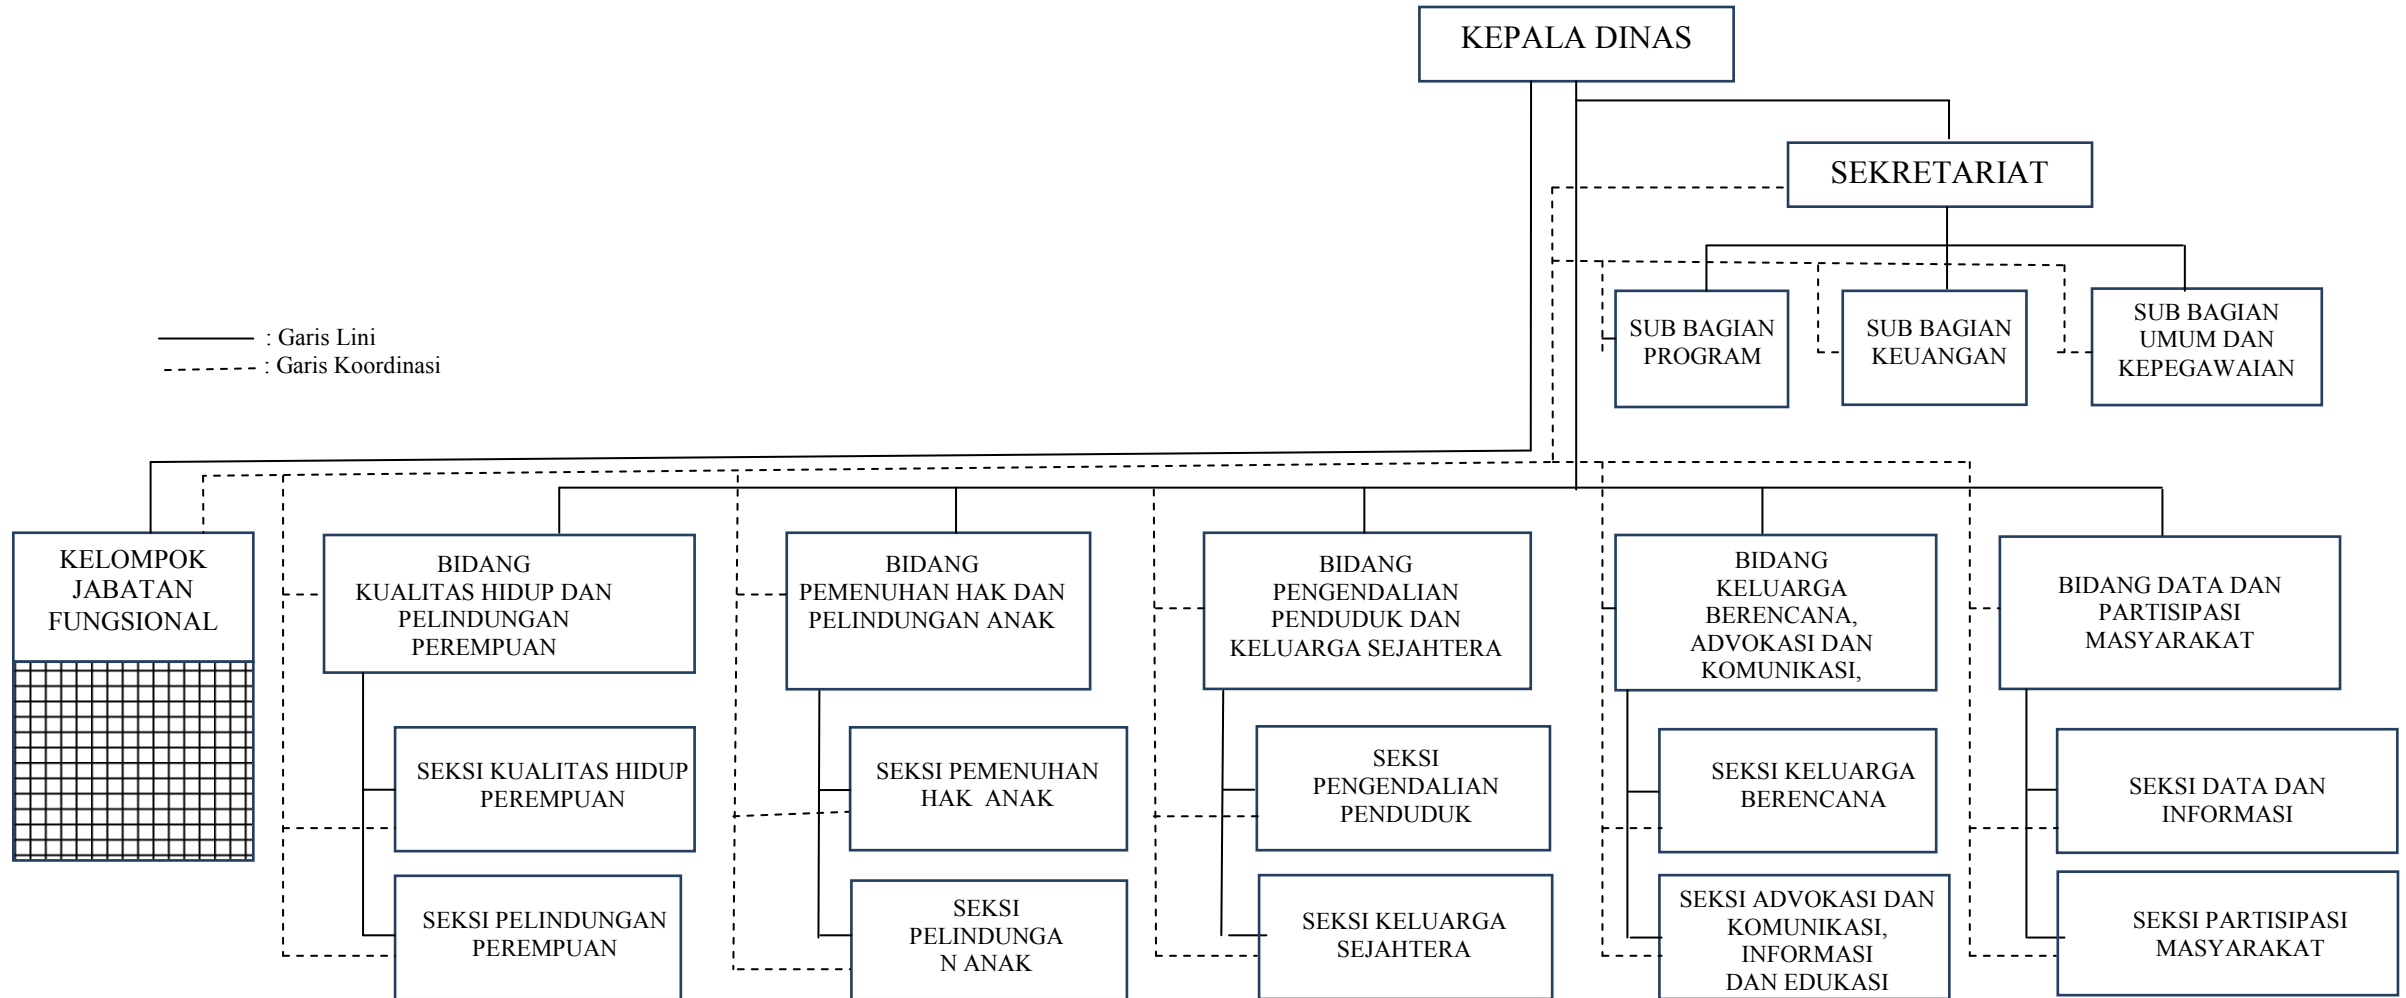 KEPALA DINAS
SEKRETARIAT
SUB BAGIAN
PROGRAM
SUB BAGIAN
KEUANGAN
SUB BAGIAN
UMUM DAN
KEPEGAWAIAN
: Garis Lini
: Garis Koordinasi
KELOMPOK
JABATAN
FUNGSIONAL
BIDANG
KUALITAS HIDUP DAN
PELINDUNGAN
PEREMPUAN
BIDANG
PEMENUHAN HAK DAN
PELINDUNGAN ANAK
BIDANG
PENGENDALIAN
PENDUDUK DAN
KELUARGA SEJAHTERA
BIDANG
KELUARGA
BERENCANA,
ADVOKASI DAN
KOMUNIKASI,
BIDANG DATA DAN
PARTISIPASI
MASYARAKAT
SEKSI KUALITAS HIDUP
PEREMPUAN
SEKSI PEMENUHAN
HAK  ANAK
SEKSI
PENGENDALIAN
PENDUDUK
SEKSI KELUARGA
BERENCANA
SEKSI DATA DAN
INFORMASI
SEKSI PELINDUNGAN
PEREMPUAN
SEKSI
PELINDUNGA
N ANAK
SEKSI KELUARGA
SEJAHTERA
SEKSI ADVOKASI DAN
KOMUNIKASI,
INFORMASI
DAN EDUKASI
SEKSI PARTISIPASI
MASYARAKAT